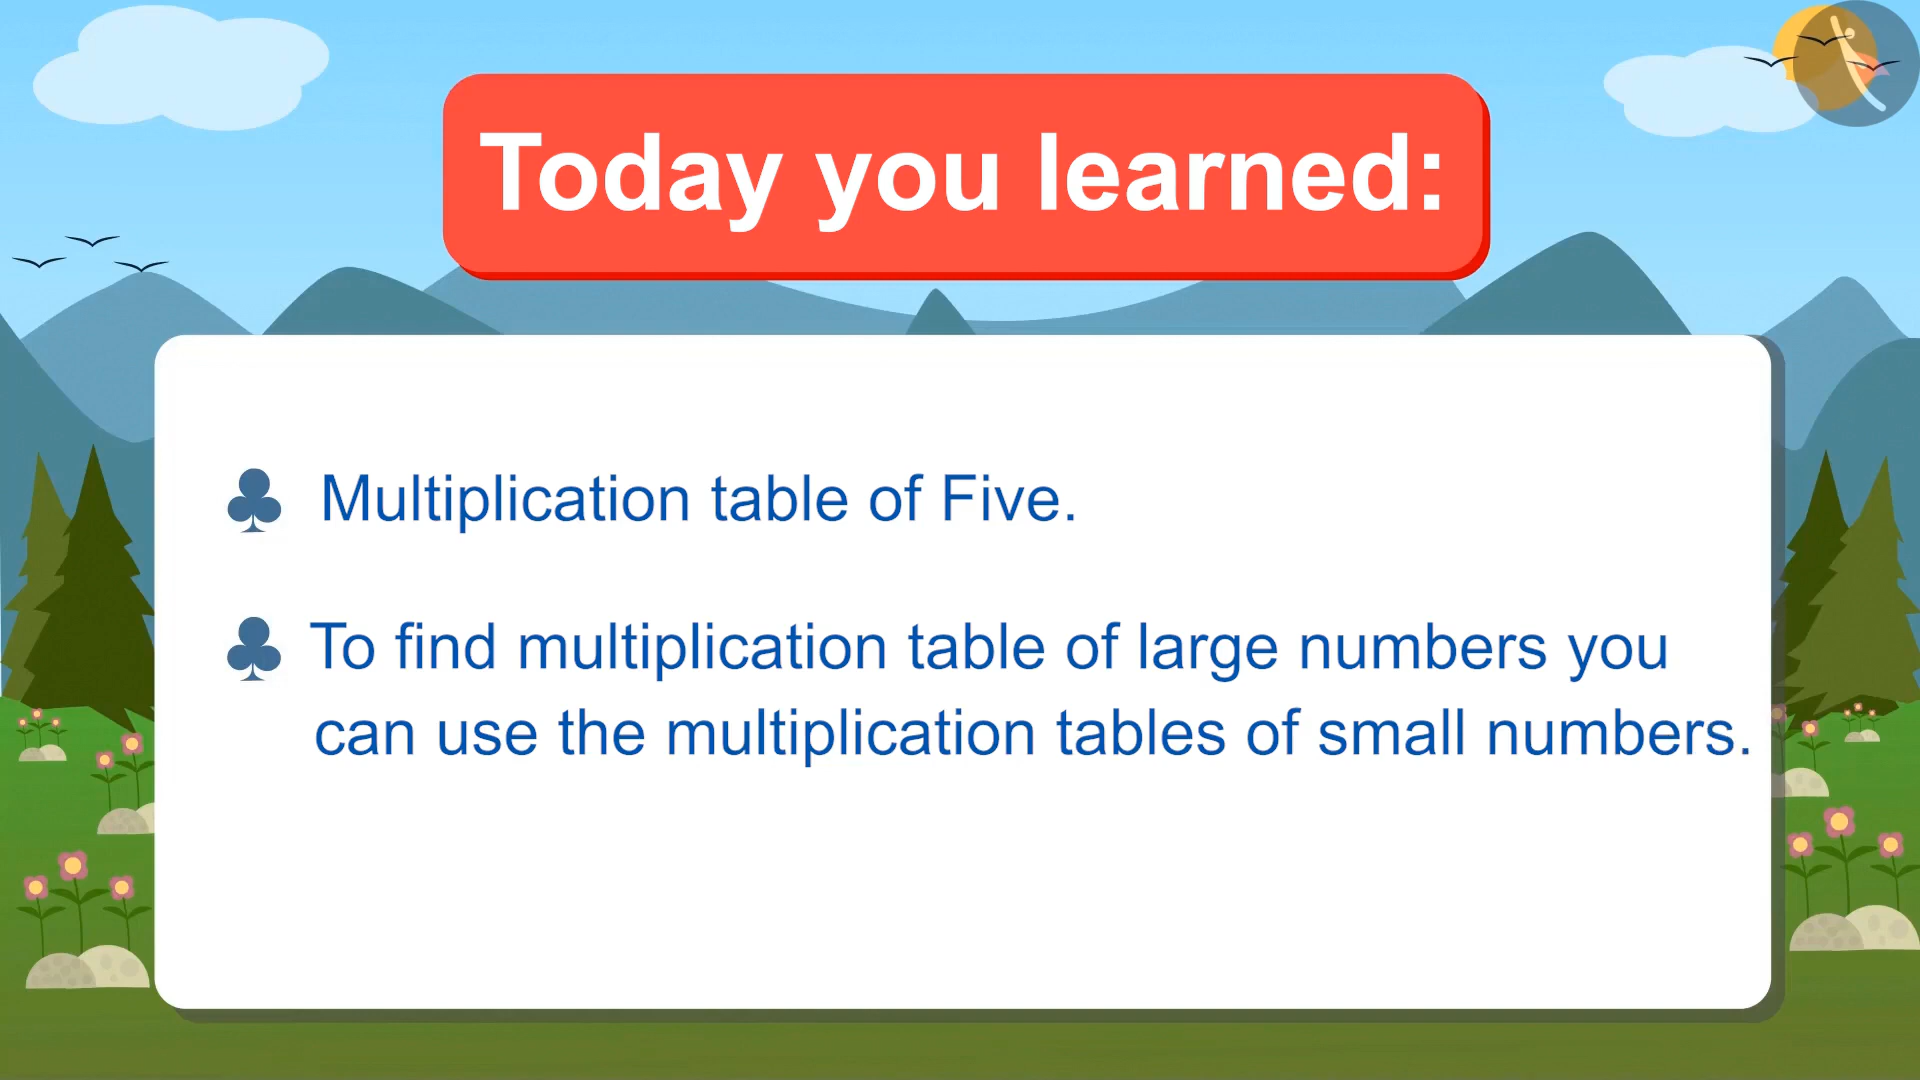 Today you learned:
Multiplication table of Five.
To find multiplication table of large numbers you
can use the multiplication tables of small numbers.